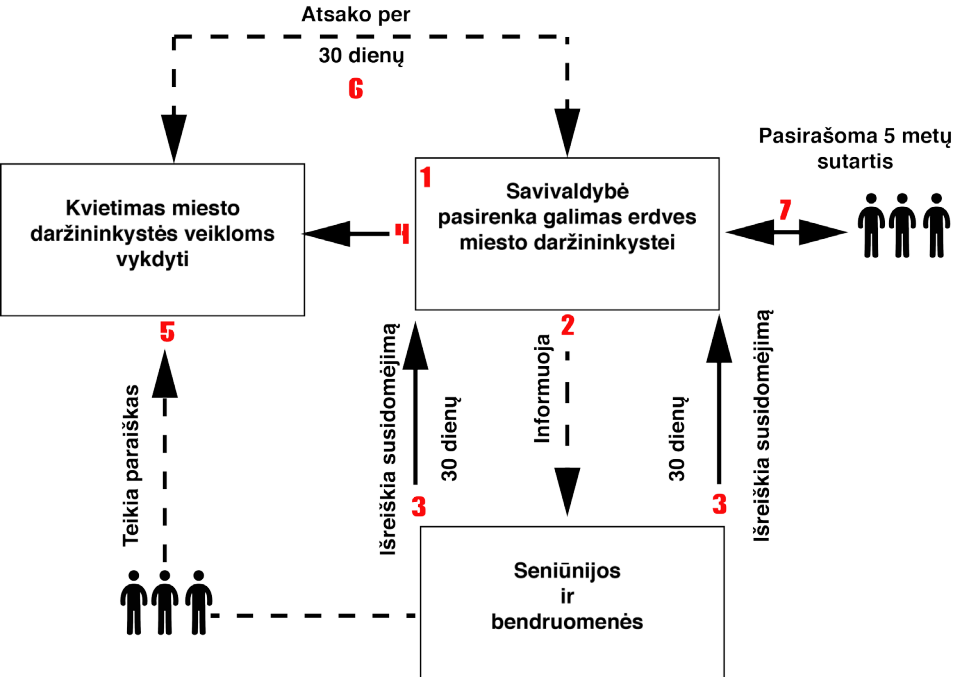 Atsako per
30 dienų
6
Pasirašoma 5 metų
sutartis
7
1
Savivaldybė
pasirenka galimas erdves
miesto daržininkystei
Kvietimas miesto
daržininkystės veikloms
vykdyti
4
5
2
Teikia paraiškas
Išreiškia susidomėjimą
30 dienų
3
Informuoja
30 dienų
Išreiškia susidomėjimą
3
Seniūnijos
ir
bendruomenės